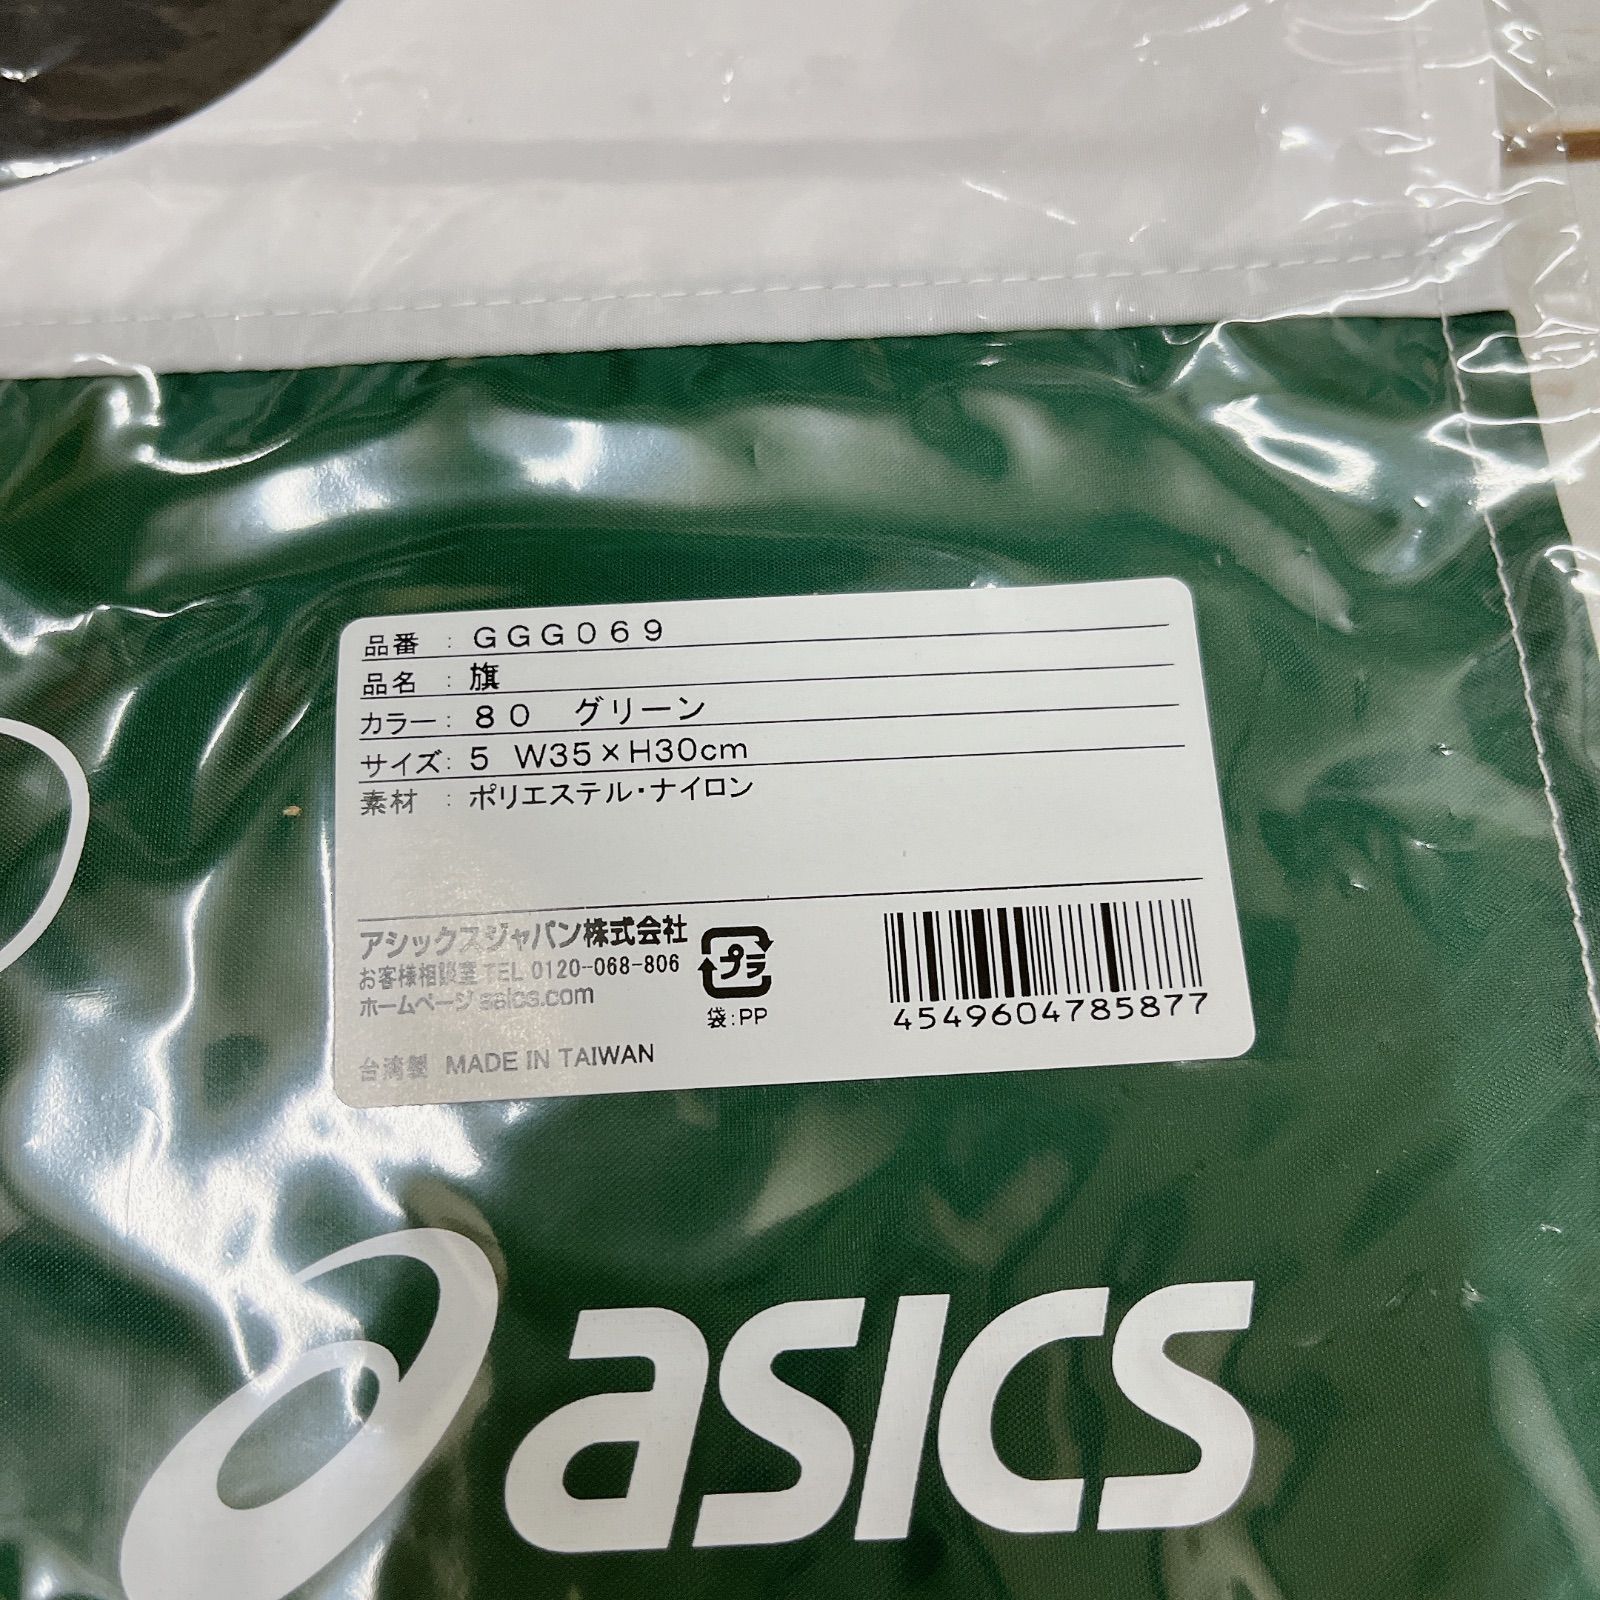 品番 : GGG069
品名 : 旗
カラー: 80 グリーン
サイズ: 5 W35×H30cm
素材 : ポリエステル・ナイロン
アシックスジャパン株式会社
お客様相談室 TEL 0120-068-806
ホームページ asics.com
プラ
袋:PP
4549604785877
台湾製 MADE IN TAIWAN
asics